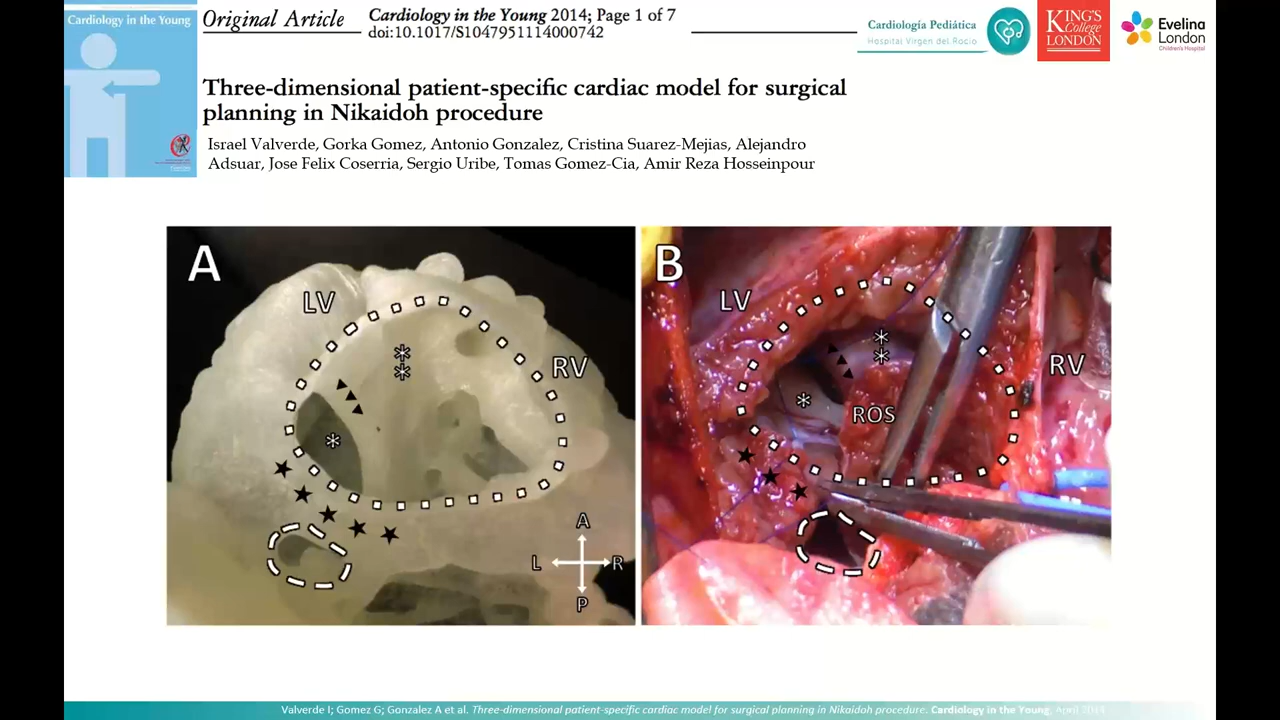 Cardiology in the Young
Original Article
Cardiology in the Young 2014; Page 1 of 7
doi:10.1017/S1047951114000742
Cardiología Pediática
Hospital Virgen del Rocio
KING'S
College
LONDON
Evelina
London
Children's Hospital
Three-dimensional patient-specific cardiac model for surgical
planning in Nikaidoh procedure
Israel Valverde, Gorka Gomez, Antonio Gonzalez, Cristina Suarez-Mejias, Alejandro
Adsuar, Jose Felix Coserria, Sergio Uribe, Tomas Gomez-Cia, Amir Reza Hosseinpour
A
LV
RV
*
*
*
A
L R
P
B
LV
RV
*
*
*
ROS
Valverde I; Gomez G; Gonzalez A et al. Three-dimensional patient-specific cardiac model for surgical planning in Nikaidoh procedure. Cardiology in the Young, April 2014